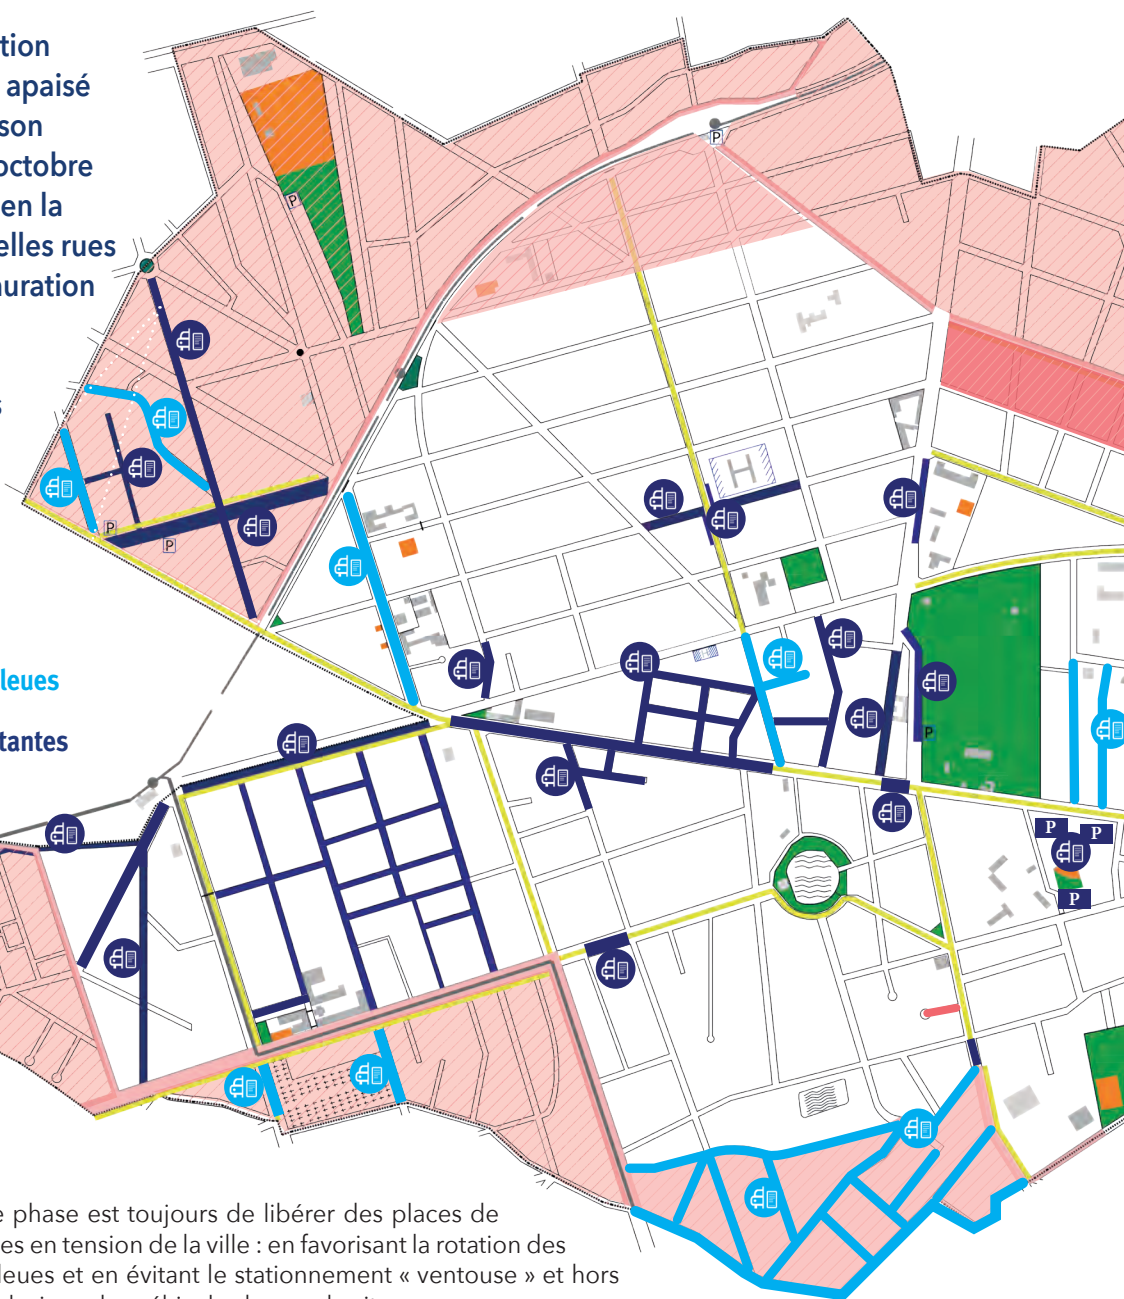 tion
apaisé
son
octobre
en la
elles rues
auration
s
leues
tantes
P
P
P
P
H
H
P
P
P
P
e phase est toujours de libérer des places de
es en tension de la ville : en favorisant la rotation des
leues et en évitant le stationnement « ventouse » et hors